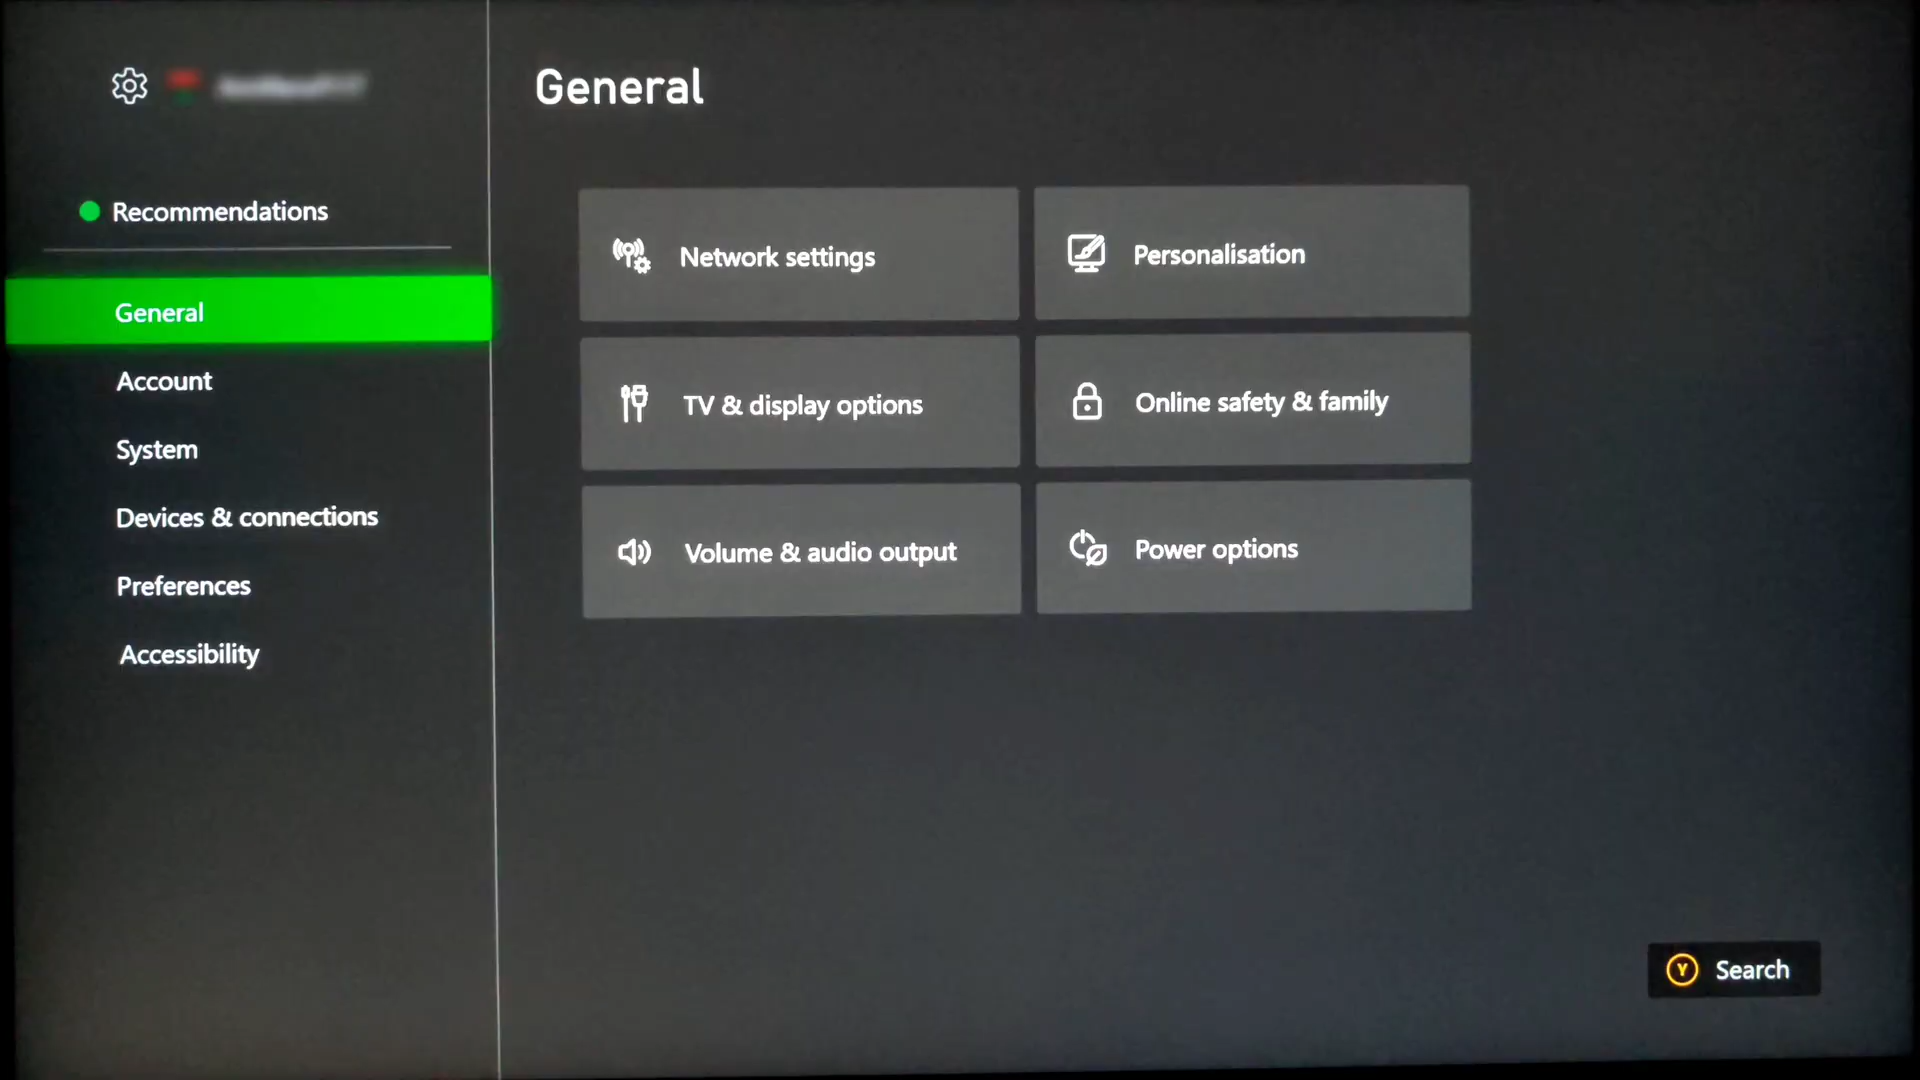 General
Recommendations
General
Account
System
Devices & connections
Preferences
Accessibility
Network settings
Personalisation
TV & display options
Online safety & family
Volume & audio output
Power options
Y Search